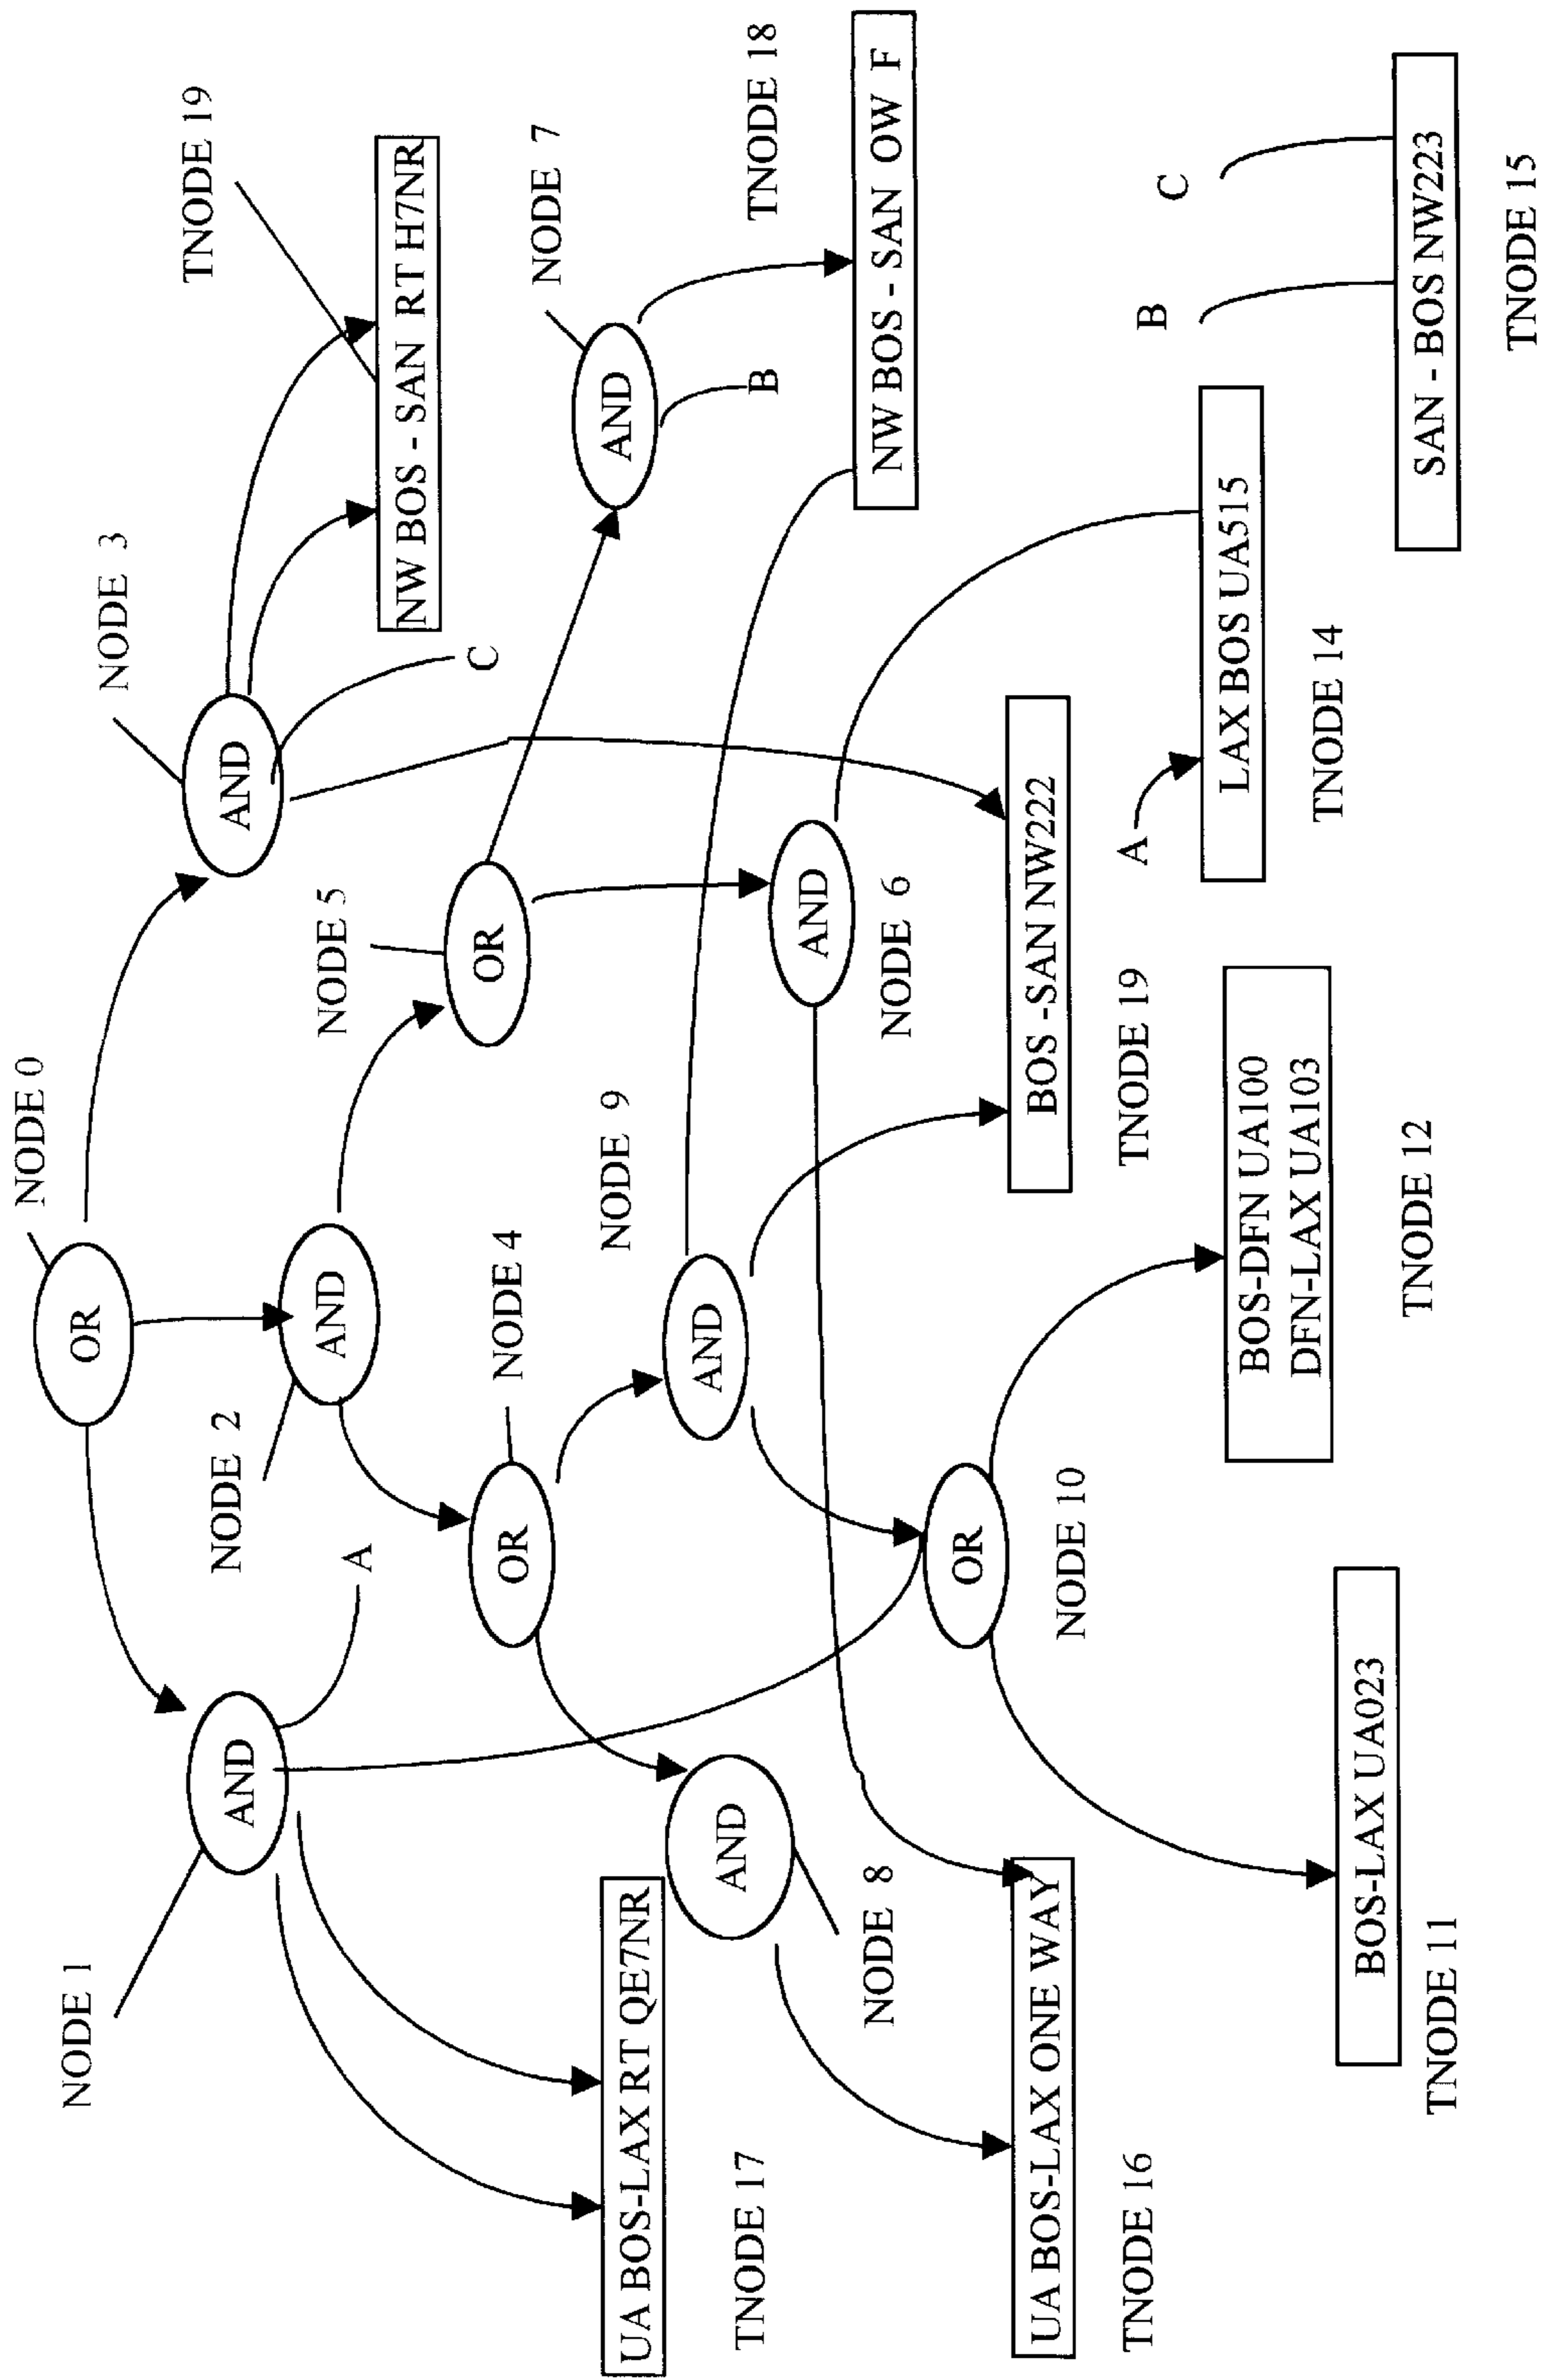 NODE 0
OR
NODE 1
AND
NODE 2
AND
A
NODE 3
AND
C
TNODE 19
NW BOS - SAN RT H7NR
NODE 4
OR
NODE 5
OR
NODE 7
AND
B
UA BOS-LAX RT QE7NR
TNODE 17
AND
NODE 8
NODE 9
AND
AND
NODE 6
TNODE 18
NW BOS - SAN OW F
UA BOS-LAX ONE WAY
TNODE 16
OR
NODE 10
BOS -SAN NW222
TNODE 19
A
LAX BOS UA515
TNODE 14
B
C
BOS-LAX UA023
TNODE 11
BOS-DFN UA100
DFN-LAX UA103
TNODE 12
SAN - BOS NW223
TNODE 15